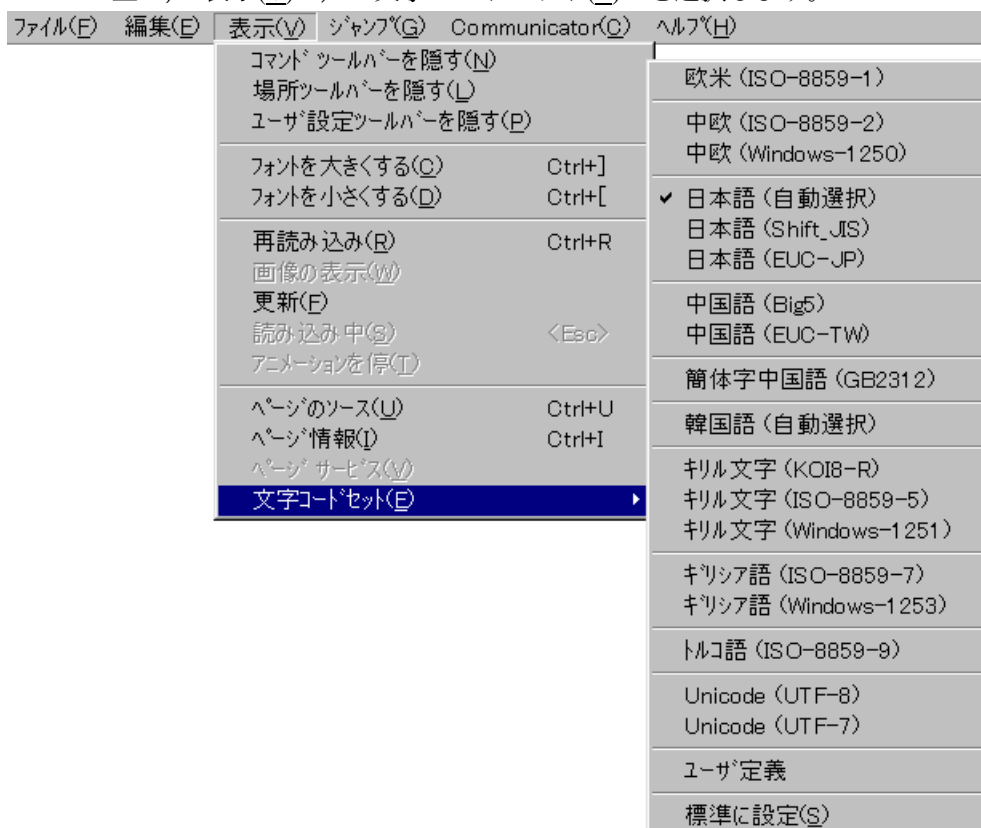 ファイル(F) 編集(E) 表示(V) ジャンプ(G) Communicator(C) ヘルプ(H)
コマンド ツールバーを隠す(N)
場所ツールバーを隠す(L)
ユーザ設定ツールバーを隠す(P)
フォントを大きくする(C) Ctrl+]
フォントを小さくする(D) Ctrl+[
再読み込み(R) Ctrl+R
画像の表示(W)
更新(F)
読み込み中(S) <Esc>
アニメーションを停(T)
ページのソース(U) Ctrl+U
ページ情報(I) Ctrl+I
ページ サービス(V)
文字コードセット(E)
欧米 (ISO-8859-1)
中欧 (ISO-8859-2)
中欧 (Windows-1250)
✔ 日本語 (自動選択)
日本語 (Shift_JIS)
日本語 (EUC-JP)
中国語 (Big5)
中国語 (EUC-TW)
簡体字中国語 (GB2312)
韓国語 (自動選択)
キリル文字 (KOI8-R)
キリル文字 (ISO-8859-5)
キリル文字 (Windows-1251)
ギリシア語 (ISO-8859-7)
ギリシア語 (Windows-1253)
トルコ語 (ISO-8859-9)
Unicode (UTF-8)
Unicode (UTF-7)
ユーザ定義
標準に設定(S)